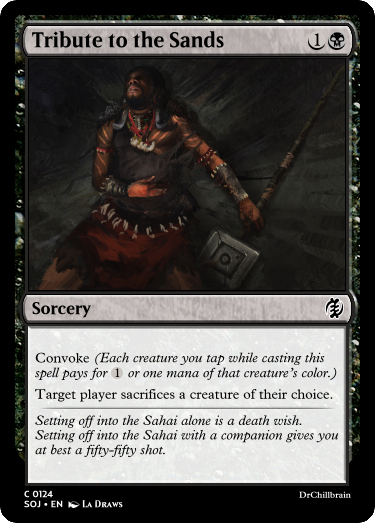 Tribute to the Sands 1
Sorcery
Convoke (Each creature you tap while casting this
spell pays for 1 or one mana of that creature's color.)
Target player sacrifices a creature of their choice.
Setting off into the Sahai alone is a death wish.
Setting off into the Sahai with a companion gives you
at best a fifty-fifty shot.
C 0124
DrChillbrain
SOJ • EN La Draws